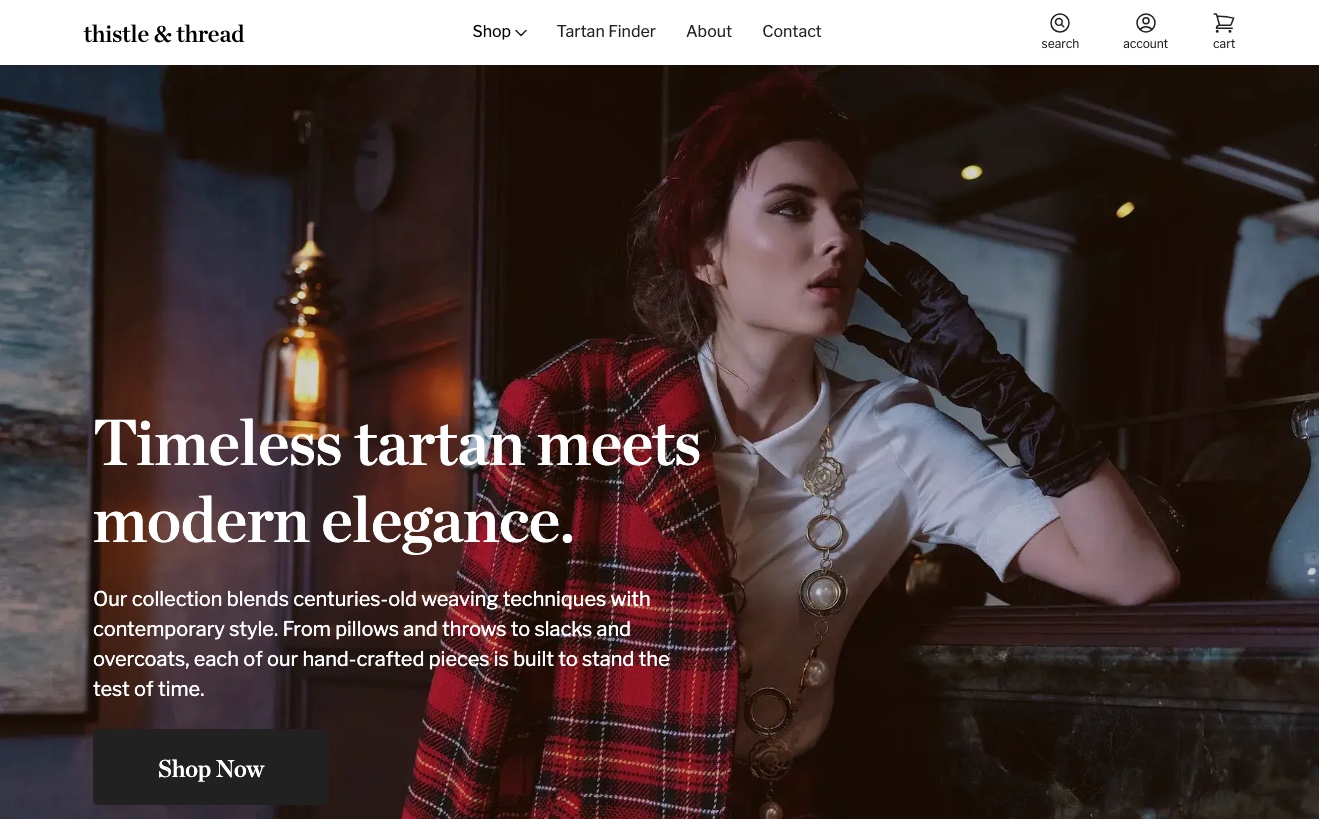 thistle & thread
Shop
Tartan Finder
About
Contact
search
account
cart
Timeless tartan meets
modern elegance.
Our collection blends centuries-old weaving techniques with
contemporary style. From pillows and throws to slacks and
overcoats, each of our hand-crafted pieces is built to stand the
test of time.
Shop Now